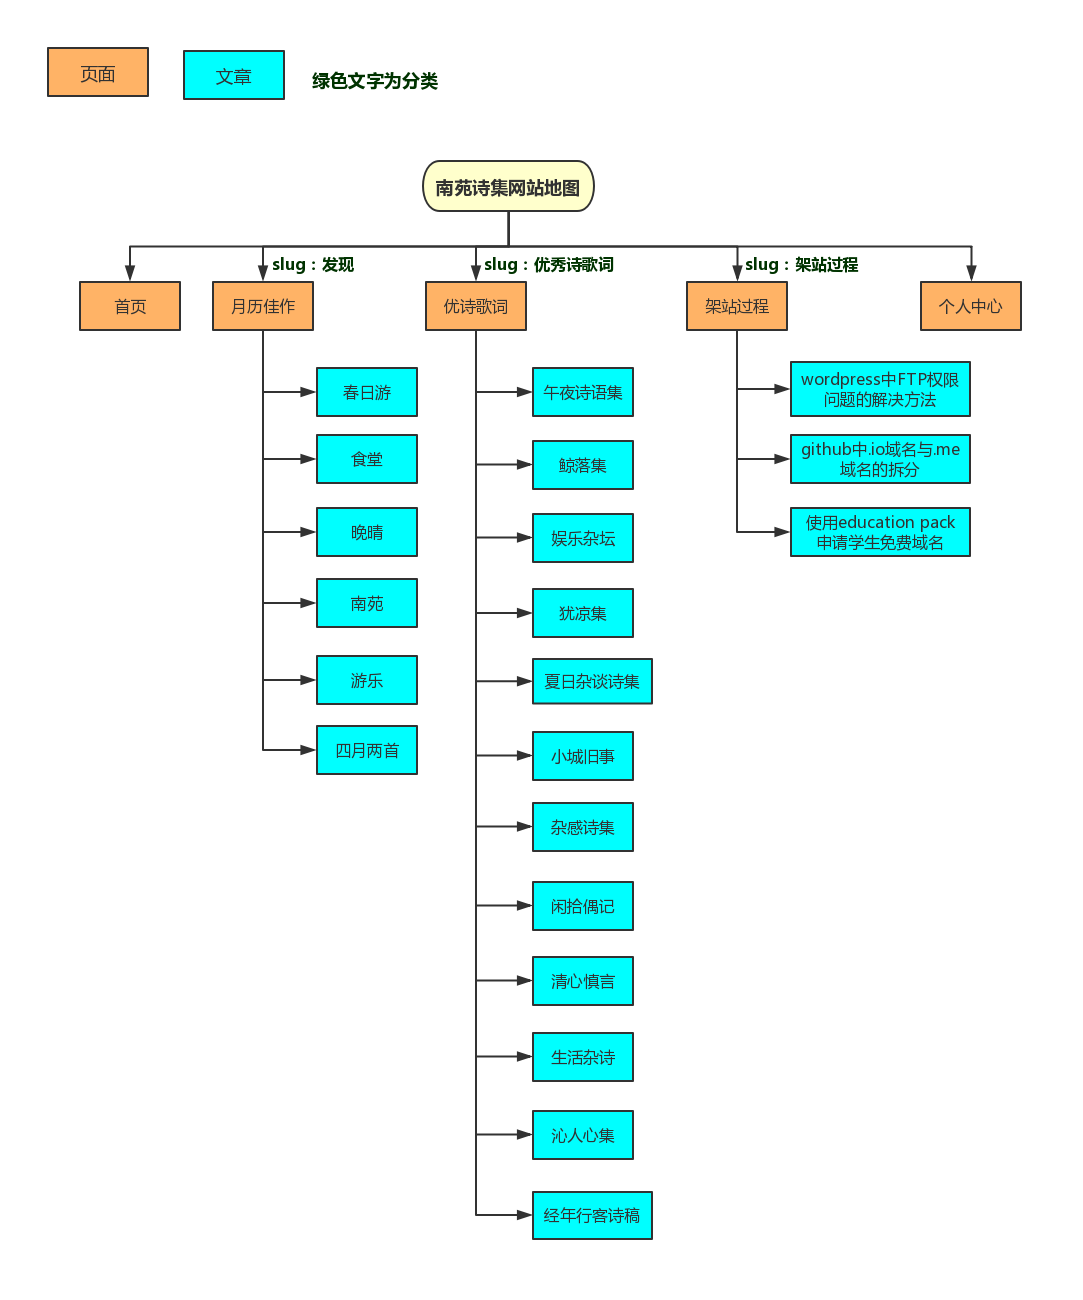 页面
文章
绿色文字为分类
南苑诗集网站地图
slug：发现
slug：优秀诗歌词
slug：架站过程
首页
月历佳作
优诗歌词
架站过程
个人中心
春日游
食堂
晚晴
南苑
游乐
四月两首
午夜诗语集
鲸落集
娱乐杂坛
犹凉集
夏日杂谈诗集
小城旧事
杂感诗集
闲拾偶记
清心慎言
生活杂诗
沁人心集
经年行客诗稿
wordpress中FTP权限
问题的解决方法
github中.io域名与.me
域名的拆分
使用education pack
申请学生免费域名